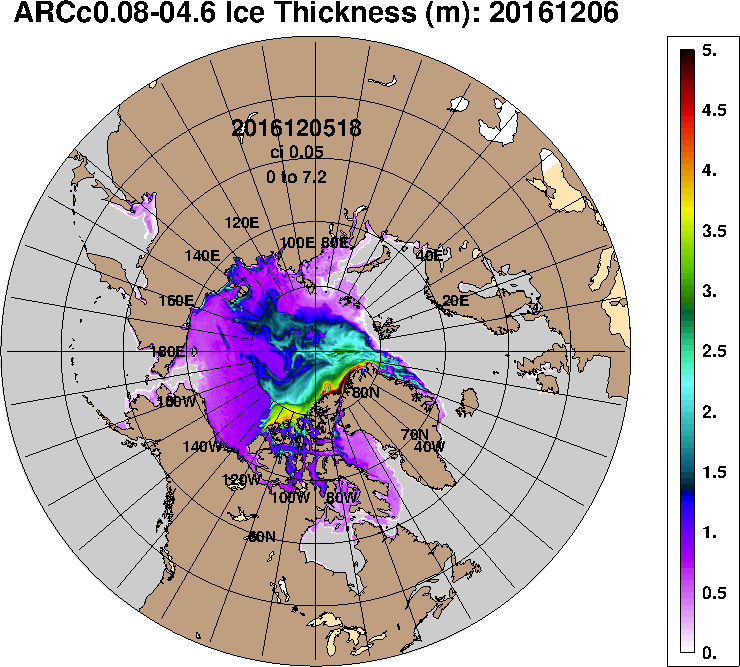 ARCc0.08-04.6 Ice Thickness (m): 20161206
2016120518
ci 0.05
0 to 7.2
120E
100E 80E
140E
40E
160E
20E
180E
160W
80N
140W
70N
40W
120W
100W 80W
60N
5.
4.5
4.
3.5
3.
2.5
2.
1.5
1.
0.5
0.